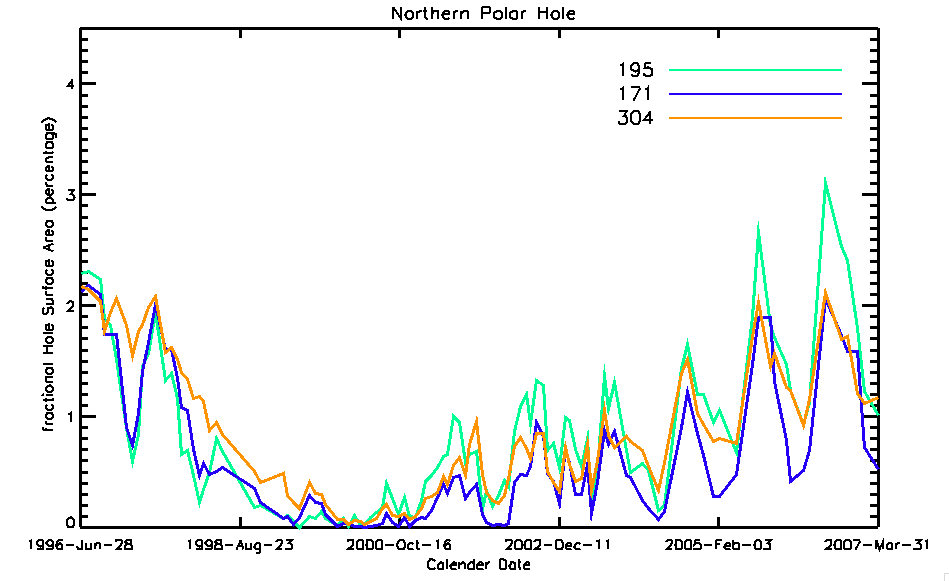 Northern Polar Hole
195
171
304
4
3
2
1
0
fractional Hole Surface Area (percentage)
1996-Jun-28 1998-Aug-23 2000-Oct-16 2002-Dec-11 2005-Feb-03 2007-Mar-31
Calender Date